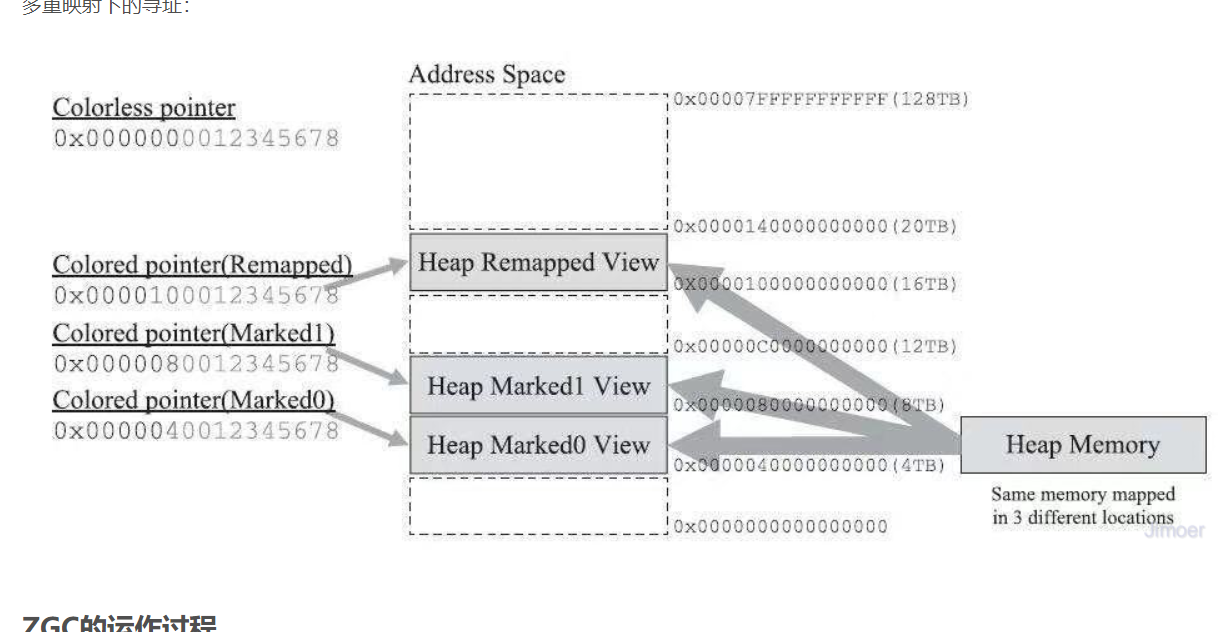 多重映射下的寻址：
Address Space
0x00007FFFFFFFFFFF(128TB)
Colorless pointer
0x0000000012345678
0x0000140000000000(20TB)
Heap Remapped View
Colored pointer(Remapped)
0x0000100012345678
0x0000100000000000(16TB)
Colored pointer(Marked1)
0x0000080012345678
0x00000C0000000000(12TB)
Heap Marked1 View
0x0000080000000000(8TB)
Colored pointer(Marked0)
0x0000040012345678
Heap Marked0 View
0x0000040000000000(4TB)
Heap Memory
Same memory mapped
in 3 different locations
0x0000000000000000
Jimoer
ZGC的运作过程